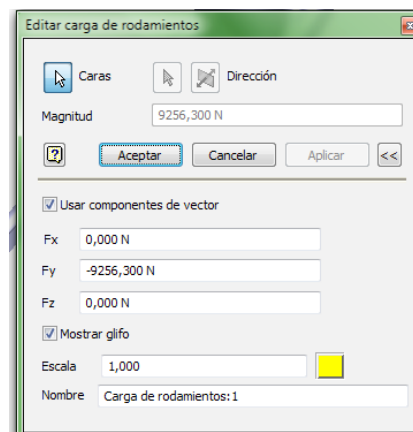 Editar carga de rodamientos
Caras Dirección
Magnitud 9256,300 N
Aceptar Cancelar Aplicar <<
Usar componentes de vector
Fx 0,000 N
Fy -9256,300 N
Fz 0,000 N
Mostrar glifo
Escala 1,000
Nombre Carga de rodamientos:1